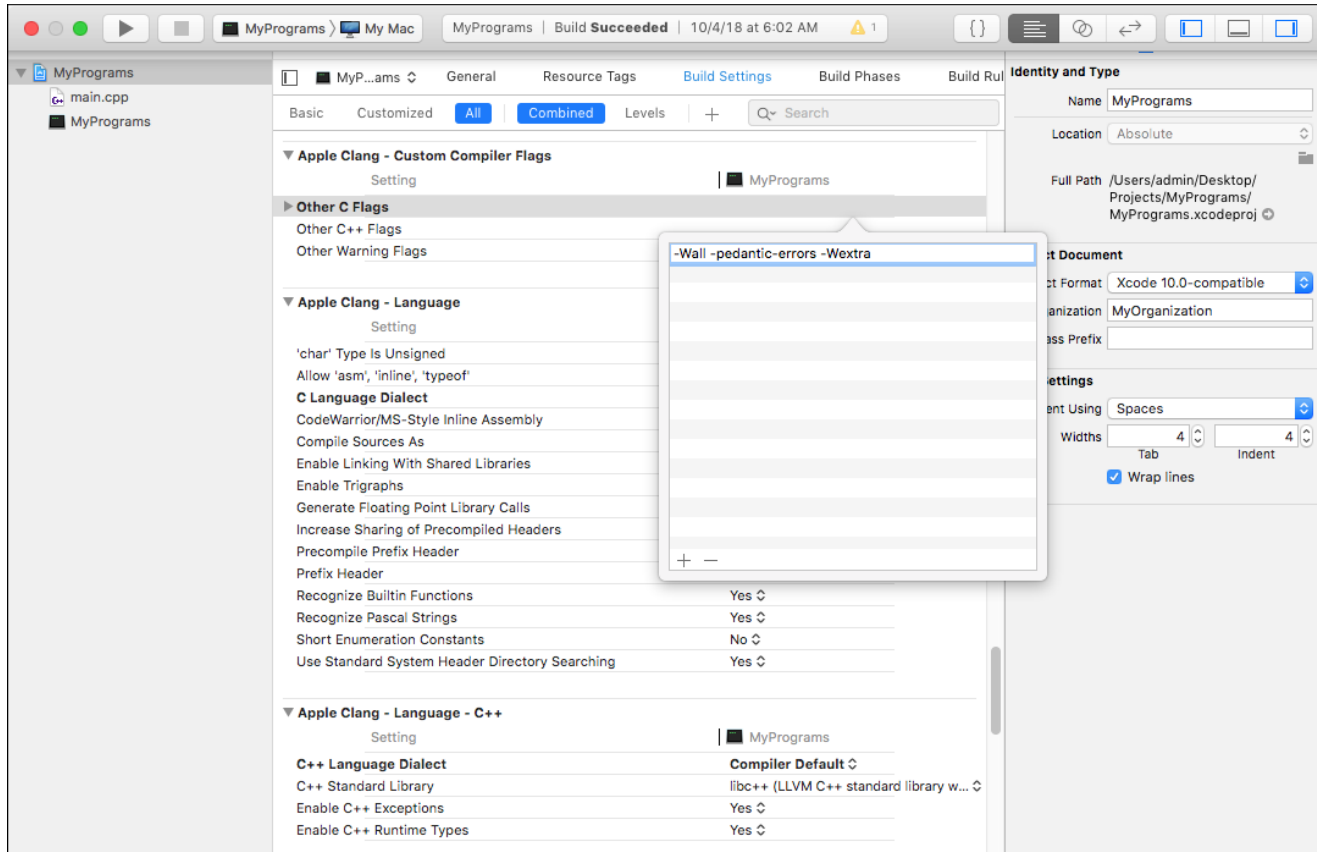 MyPrograms 〉 My Mac
MyPrograms | Build Succeeded | 10/4/18 at 6:02 AM 1
{ }
MyPrograms
main.cpp
MyPrograms
MyP...ams General Resource Tags Build Settings Build Phases Build Rul
Basic Customized All Combined Levels + Search
Apple Clang - Custom Compiler Flags
Setting MyPrograms
Other C Flags
Other C++ Flags
Other Warning Flags
-Wall -pedantic-errors -Wextra
+ −
Apple Clang - Language
Setting
'char' Type Is Unsigned
Allow 'asm', 'inline', 'typeof'
C Language Dialect
CodeWarrior/MS-Style Inline Assembly
Compile Sources As
Enable Linking With Shared Libraries
Enable Trigraphs
Generate Floating Point Library Calls
Increase Sharing of Precompiled Headers
Precompile Prefix Header
Prefix Header
Recognize Builtin Functions Yes
Recognize Pascal Strings Yes
Short Enumeration Constants No
Use Standard System Header Directory Searching Yes
Apple Clang - Language - C++
Setting MyPrograms
C++ Language Dialect Compiler Default
C++ Standard Library libc++ (LLVM C++ standard library w...
Enable C++ Exceptions Yes
Enable C++ Runtime Types Yes
Identity and Type
Name MyPrograms
Location Absolute
Full Path /Users/admin/Desktop/
Projects/MyPrograms/
MyPrograms.xcodeproj
ct Document
ct Format Xcode 10.0-compatible
anization MyOrganization
ass Prefix
ettings
ent Using Spaces
Widths 4 4
Tab Indent
Wrap lines